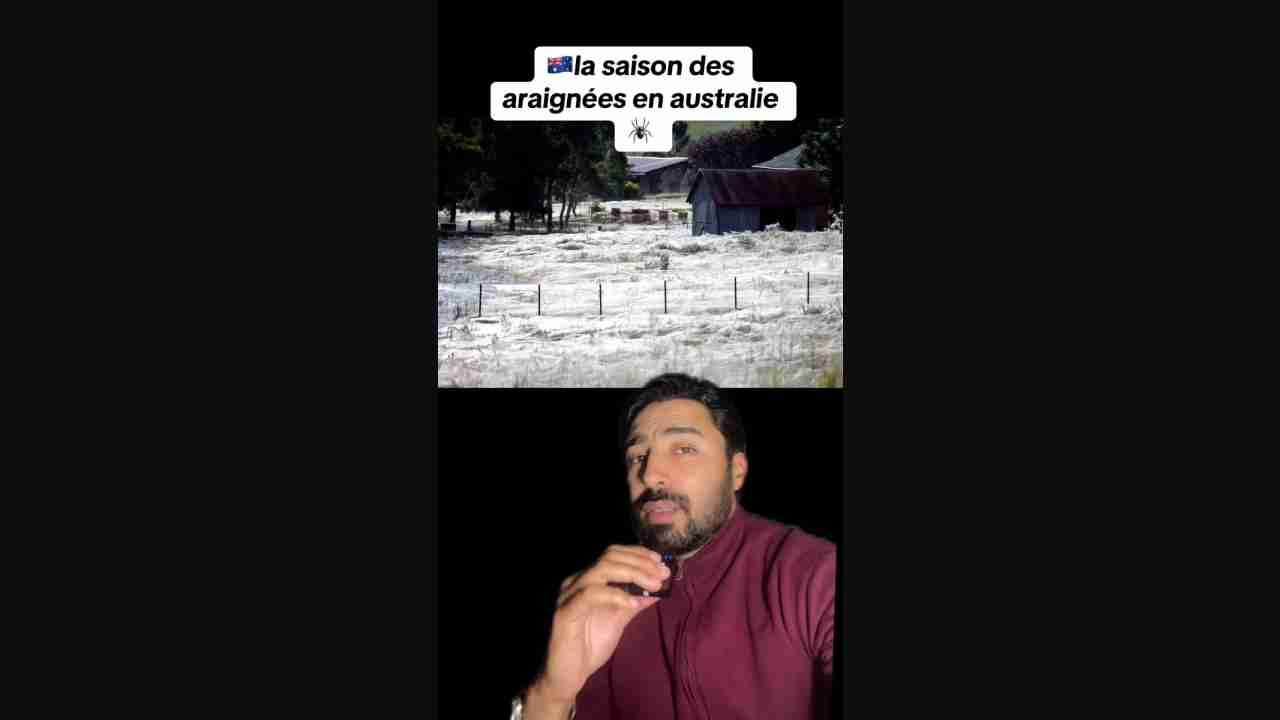 🇦🇺la saison des
araignées en australie
🕷️